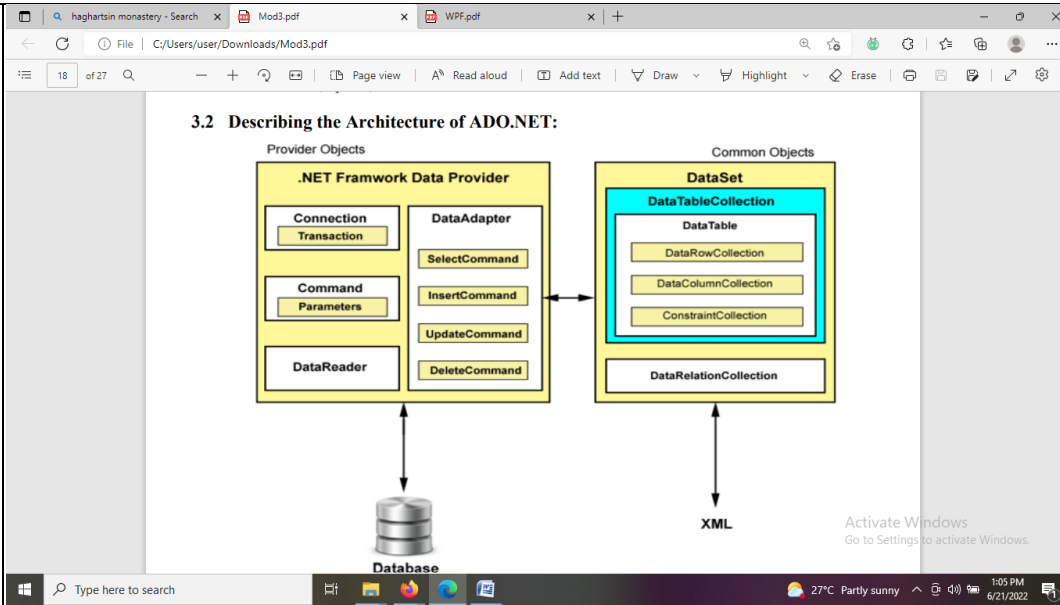 haghartsin monastery - Search
Mod3.pdf
WPF.pdf
File
C:/Users/user/Downloads/Mod3.pdf
18
of 27
Page view
Read aloud
Add text
Draw
Highlight
Erase
3.2 Describing the Architecture of ADO.NET:
Provider Objects
Common Objects
.NET Framwork Data Provider
Connection
Transaction
Command
Parameters
DataReader
DataAdapter
SelectCommand
InsertCommand
UpdateCommand
DeleteCommand
DataSet
DataTableCollection
DataTable
DataRowCollection
DataColumnCollection
ConstraintCollection
DataRelationCollection
Database
XML
Activate Windows
Go to Settings to activate Windows.
Type here to search
27°C Partly sunny
1:05 PM
6/21/2022